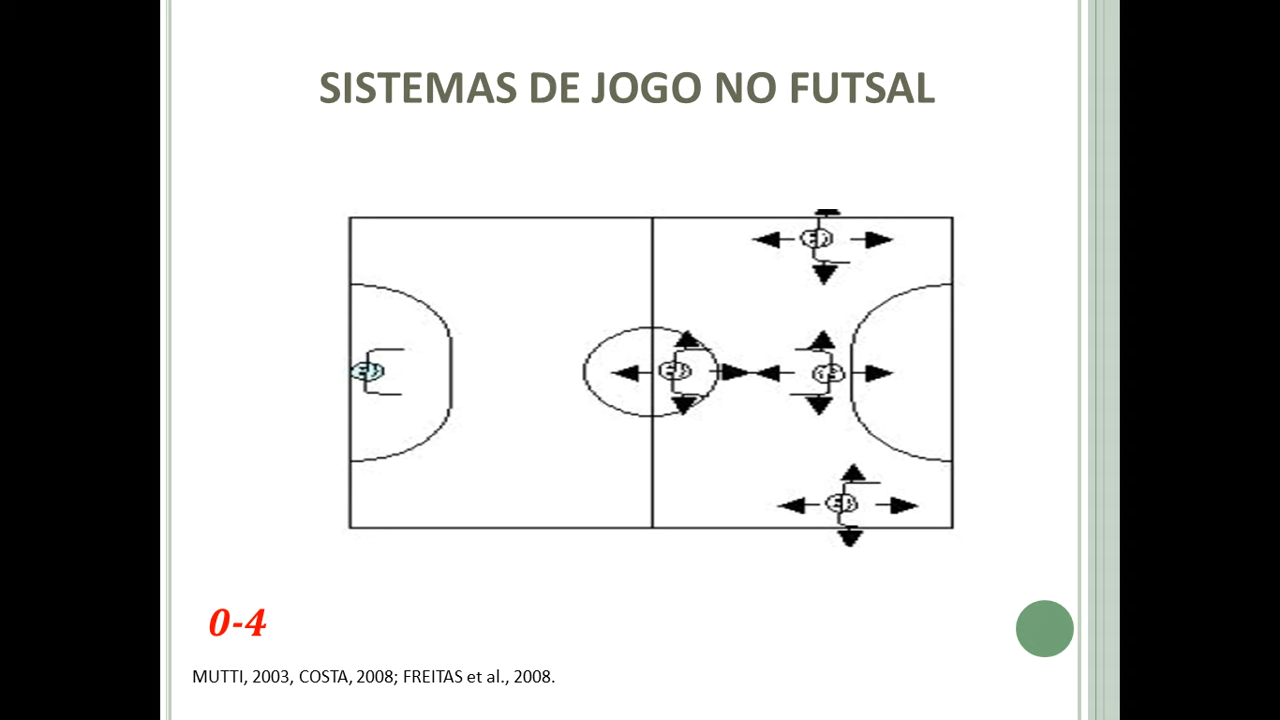 SISTEMAS DE JOGO NO FUTSAL
0-4
MUTTI, 2003, COSTA, 2008; FREITAS et al., 2008.